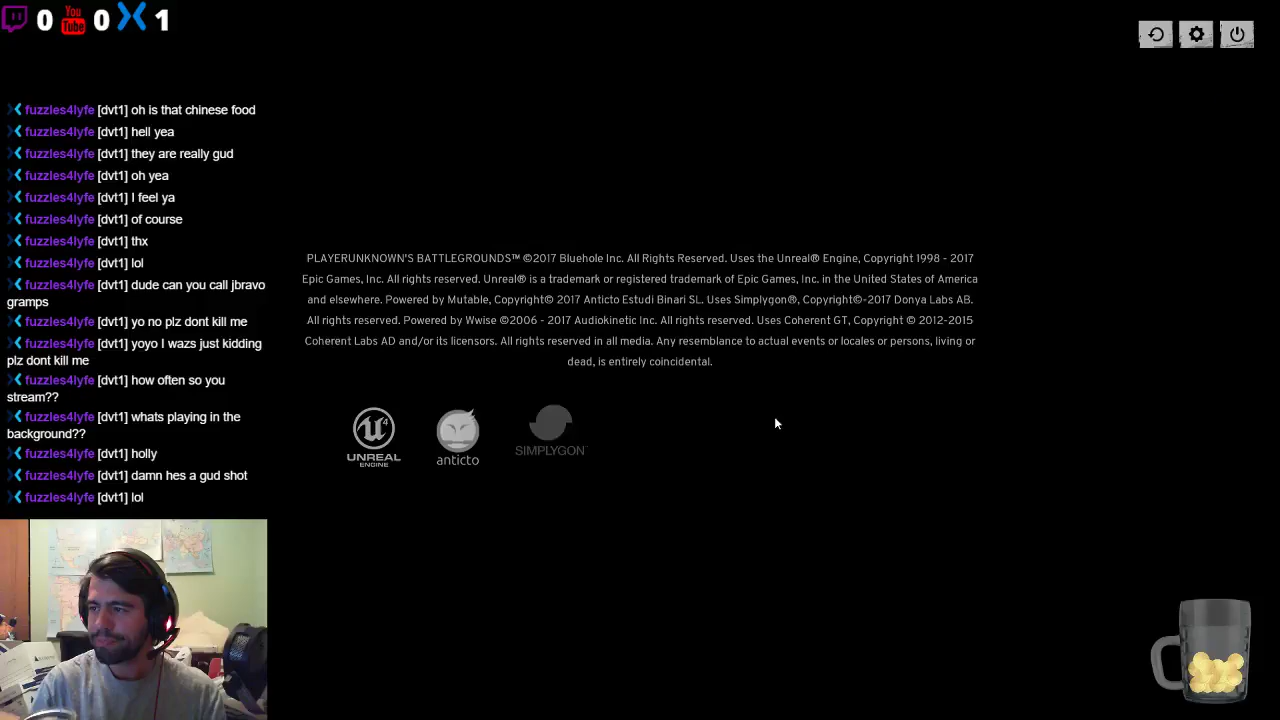 0 You Tube 0 1
fuzzles4lyfe [dvt1] oh is that chinese food
fuzzles4lyfe [dvt1] hell yea
fuzzles4lyfe [dvt1] they are really gud
fuzzles4lyfe [dvt1] oh yea
fuzzles4lyfe [dvt1] I feel ya
fuzzles4lyfe [dvt1] of course
fuzzles4lyfe [dvt1] thx
fuzzles4lyfe [dvt1] lol
fuzzles4lyfe [dvt1] dude can you call jbravo
gramps
fuzzles4lyfe [dvt1] yo no plz dont kill me
fuzzles4lyfe [dvt1] yoyo I wazs just kidding
plz dont kill me
fuzzles4lyfe [dvt1] how often so you
stream??
fuzzles4lyfe [dvt1] whats playing in the
background??
fuzzles4lyfe [dvt1] holly
fuzzles4lyfe [dvt1] damn hes a gud shot
fuzzles4lyfe [dvt1] lol
PLAYERUNKNOWN'S BATTLEGROUNDS™ ©2017 Bluehole Inc. All Rights Reserved. Uses the Unreal® Engine, Copyright 1998 - 2017
Epic Games, Inc. All rights reserved. Unreal® is a trademark or registered trademark of Epic Games, Inc. in the United States of America
and elsewhere. Powered by Mutable, Copyright© 2017 Anticto Estudi Binari SL. Uses Simplygon®, Copyright©-2017 Donya Labs AB.
All rights reserved. Powered by Wwise ©2006 - 2017 Audiokinetic Inc. All rights reserved. Uses Coherent GT, Copyright © 2012-2015
Coherent Labs AD and/or its licensors. All rights reserved in all media. Any resemblance to actual events or locales or persons, living or
dead, is entirely coincidental.
UNREAL
ENGINE
anticto
SIMPLYGON